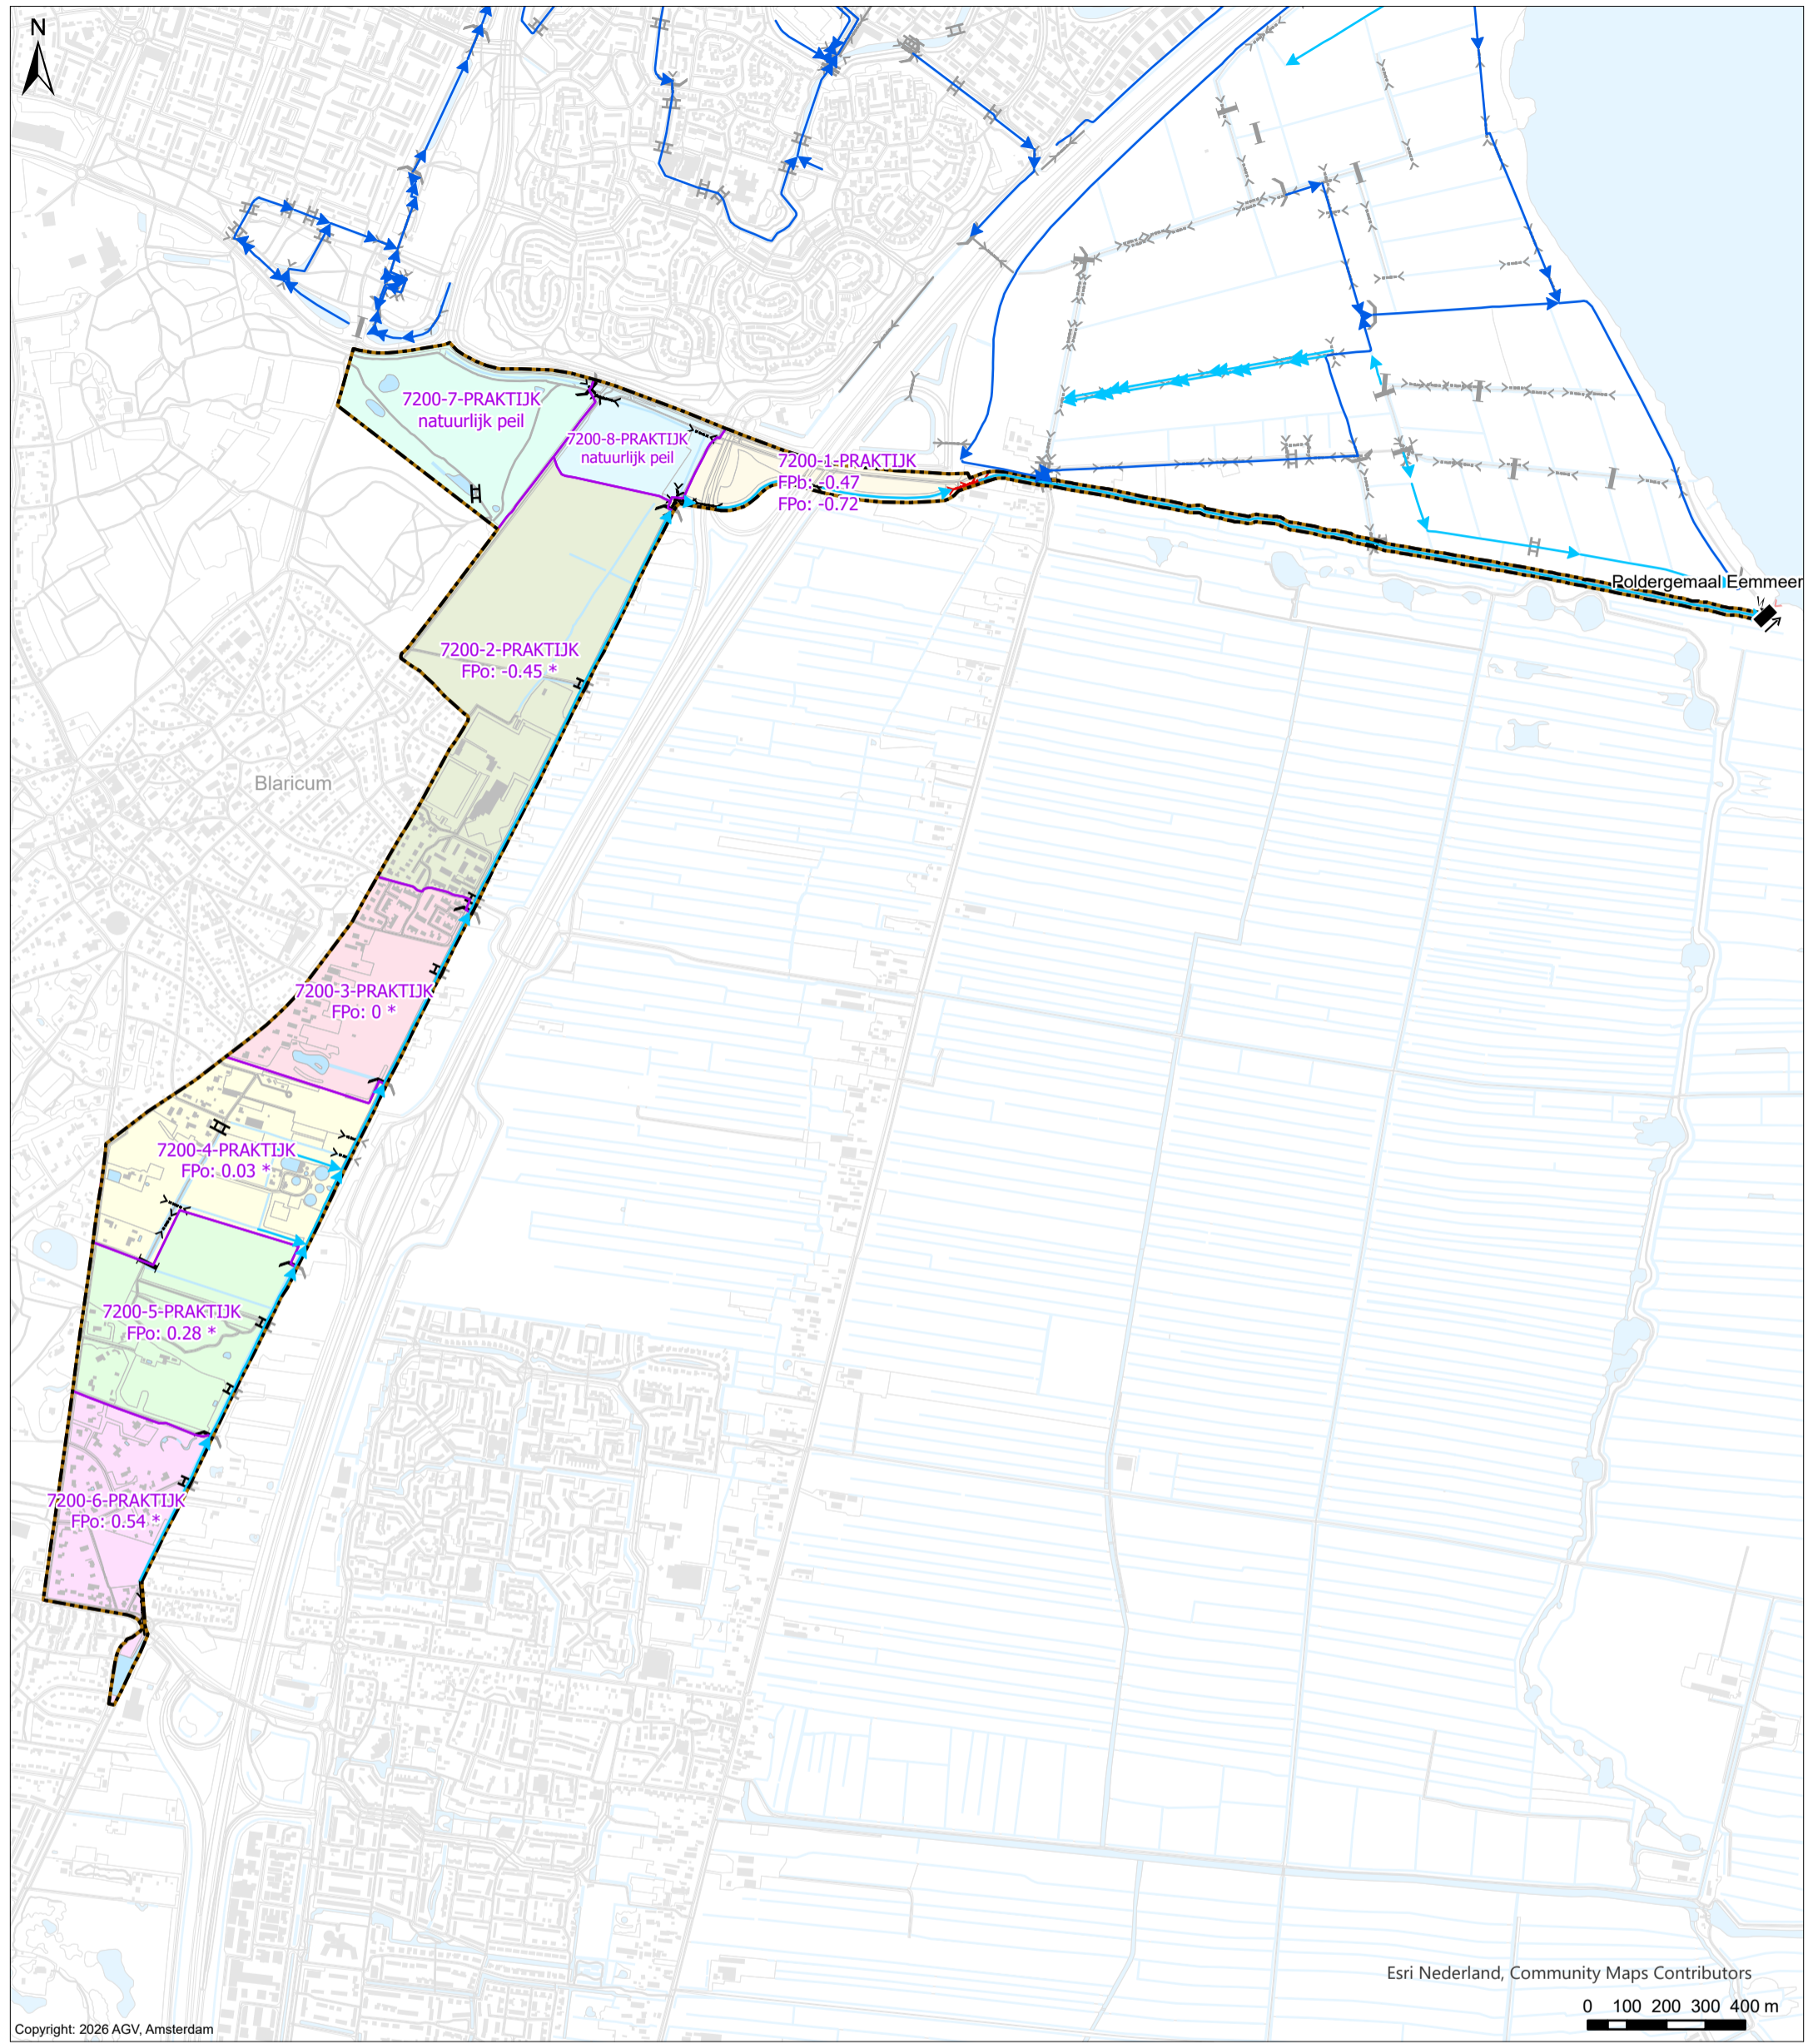 N
7200-7-PRAKTIJK
natuurlijk peil
7200-8-PRAKTIJK
natuurlijk peil
7200-1-PRAKTIJK
FPb: -0.47
FPo: -0.72
Poldergemaal Eemmeer
7200-2-PRAKTIJK
FPo: -0.45 *
Blaricum
7200-3-PRAKTIJK
FPo: 0 *
7200-4-PRAKTIJK
FPo: 0.03 *
7200-5-PRAKTIJK
FPo: 0.28 *
7200-6-PRAKTIJK
FPo: 0.54 *
Esri Nederland, Community Maps Contributors
0 100 200 300 400 m
Copyright: 2026 AGV, Amsterdam